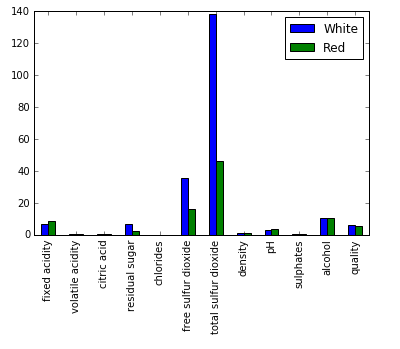 140
120
100
80
60
40
20
0
White
Red
fixed acidity
volatile acidity
citric acid
residual sugar
chlorides
free sulfur dioxide
total sulfur dioxide
density
pH
sulphates
alcohol
quality